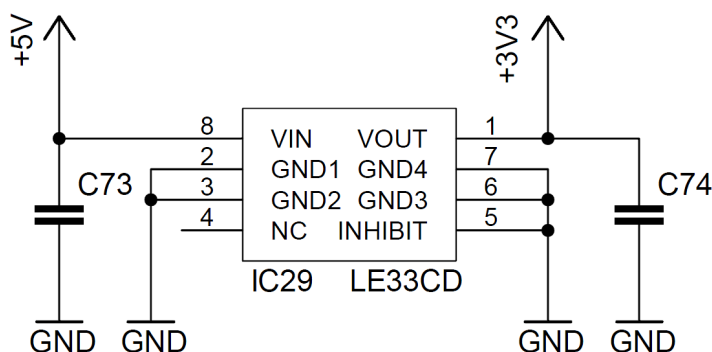 +5V
+3V3
8 VIN VOUT 1
2 GND1 GND4 7
3 GND2 GND3 6
4 NC INHIBIT 5
C73
C74
IC29 LE33CD
GND GND GND GND